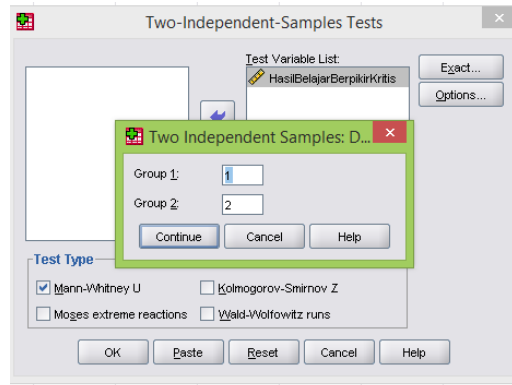 Two-Independent-Samples Tests
Test Variable List:
HasilBelajarBerpikirKritis
Exact...
Options...
Two Independent Samples: D...
Group 1: 1
Group 2: 2
Continue Cancel Help
Test Type
Mann-Whitney U Kolmogorov-Smirnov Z
Moses extreme reactions Wald-Wolfowitz runs
OK Paste Reset Cancel Help